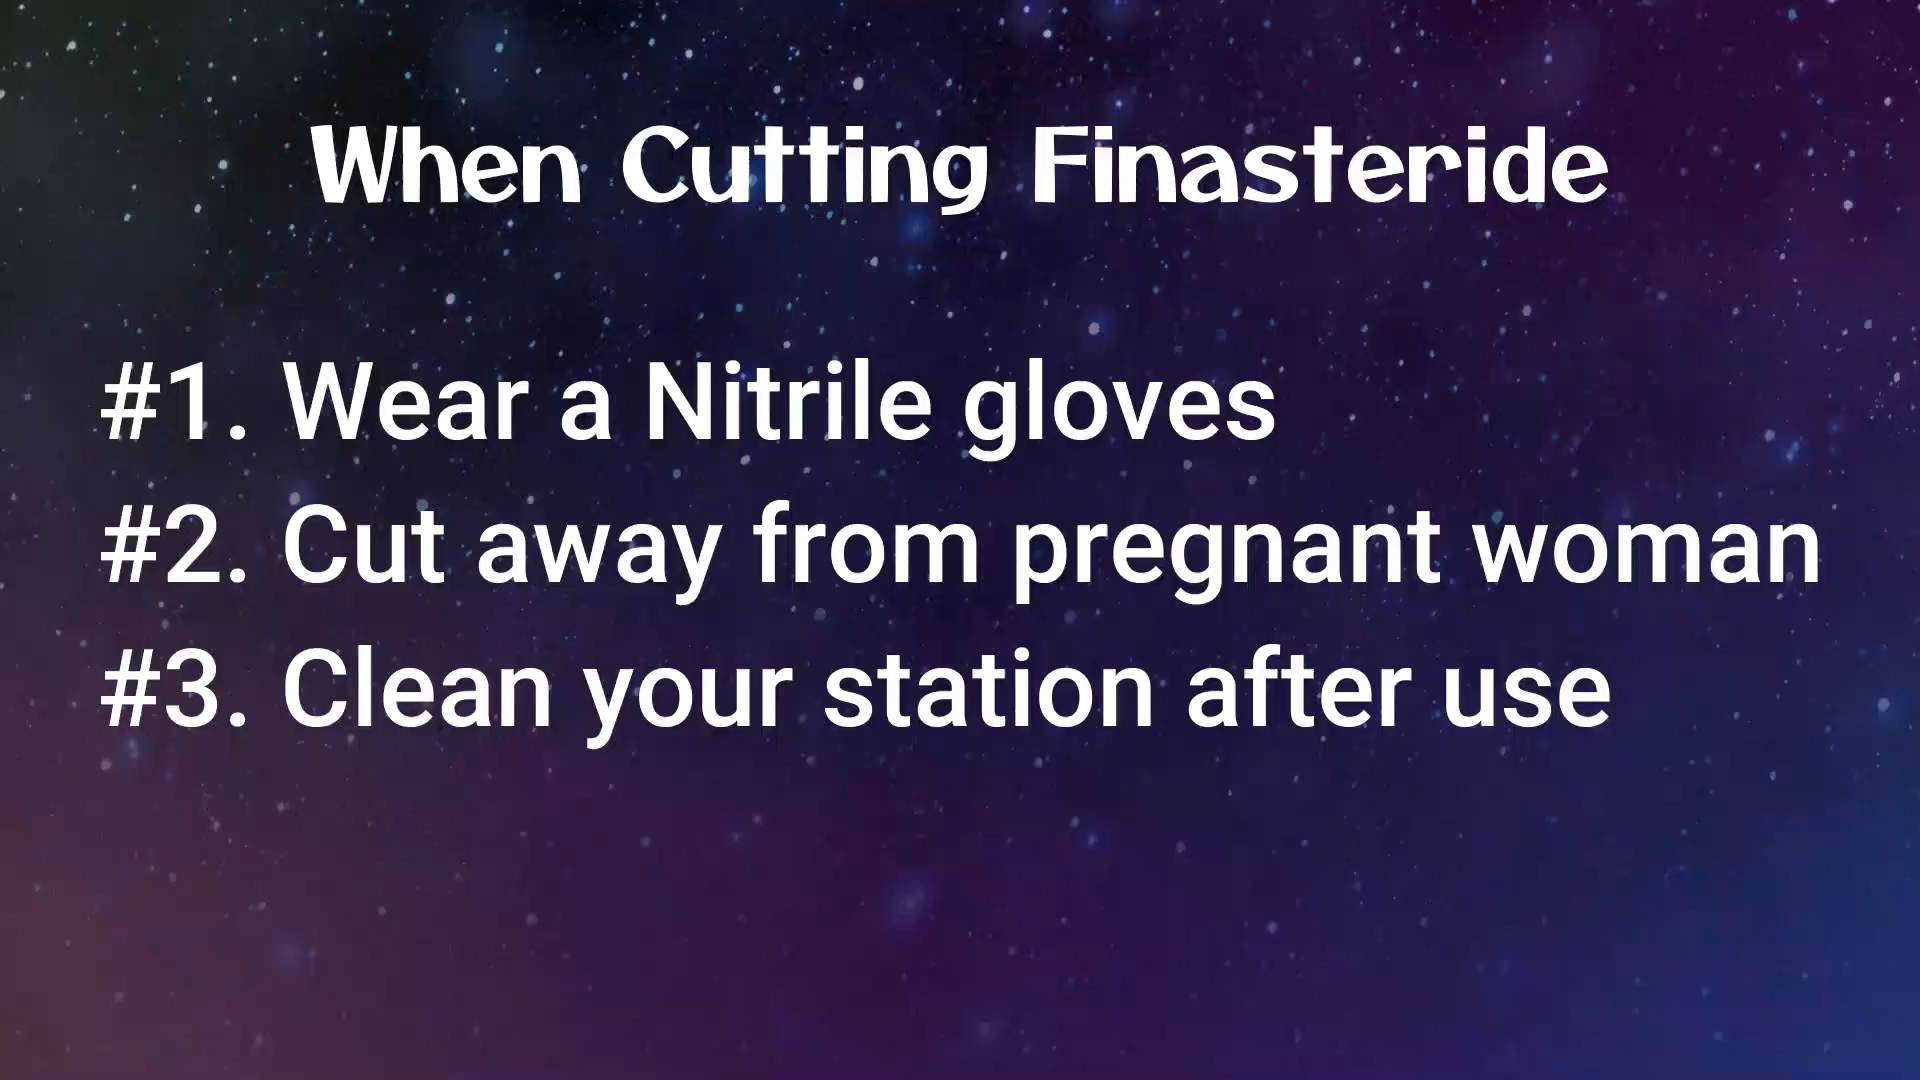 When Cutting Finasteride
#1. Wear a Nitrile gloves
#2. Cut away from pregnant woman
#3. Clean your station after use